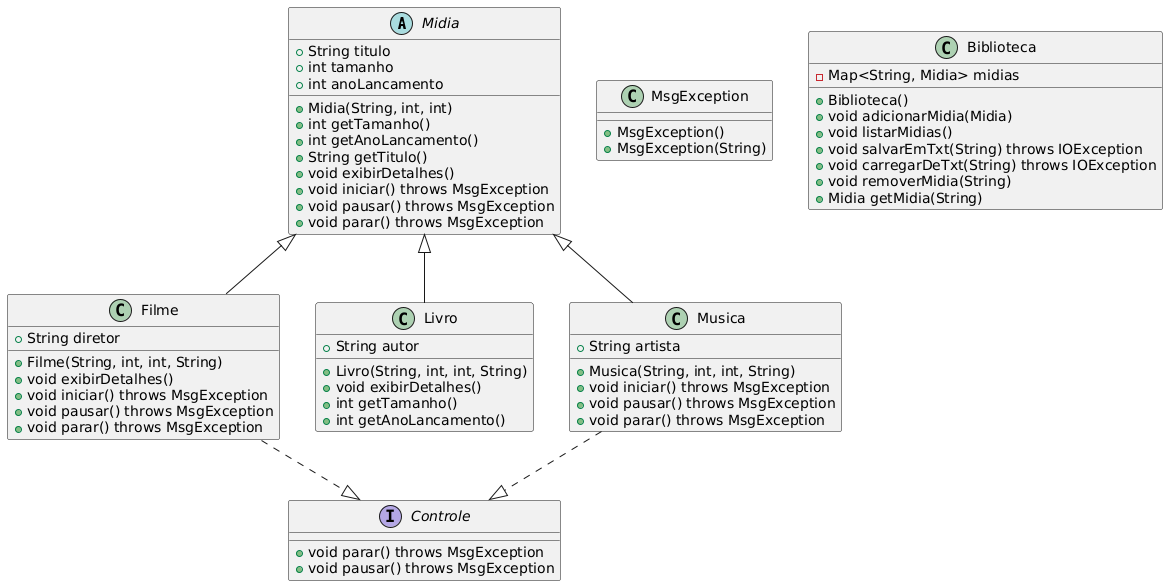 A Midia
String titulo
int tamanho
int anoLancamento
Midia(String, int, int)
int getTamanho()
int getAnoLancamento()
String getTitulo()
void exibirDetalhes()
void iniciar() throws MsgException
void pausar() throws MsgException
void parar() throws MsgException
C MsgException
MsgException()
MsgException(String)
C Biblioteca
Map<String, Midia> midias
Biblioteca()
void adicionarMidia(Midia)
void listarMidias()
void salvarEmTxt(String) throws IOException
void carregarDeTxt(String) throws IOException
void removerMidia(String)
Midia getMidia(String)
C Filme
String diretor
Filme(String, int, int, String)
void exibirDetalhes()
void iniciar() throws MsgException
void pausar() throws MsgException
void parar() throws MsgException
C Livro
String autor
Livro(String, int, int, String)
void exibirDetalhes()
int getTamanho()
int getAnoLancamento()
C Musica
String artista
Musica(String, int, int, String)
void iniciar() throws MsgException
void pausar() throws MsgException
void parar() throws MsgException
I Controle
void parar() throws MsgException
void pausar() throws MsgException